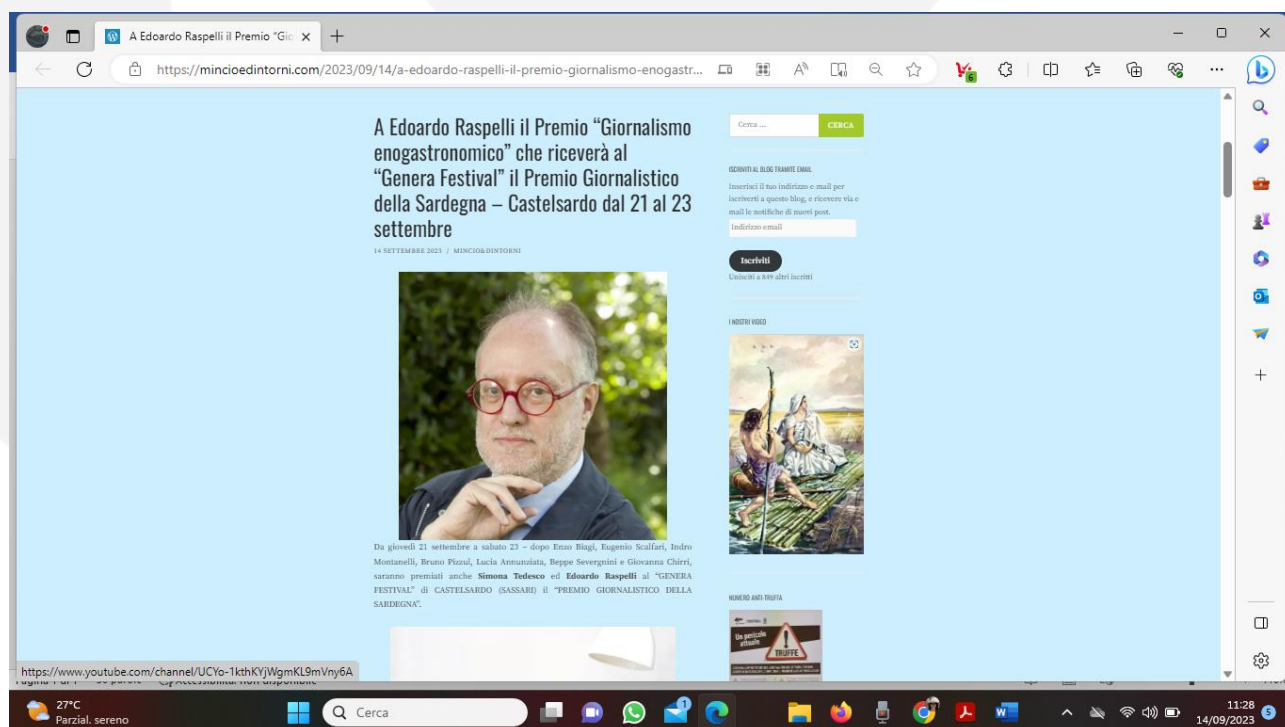 A Edoardo Raspelli il Premio "Gio
https://mincioedintorni.com/2023/09/14/a-edoardo-raspelli-il-premio-giornalismo-enogastr...
6
A Edoardo Raspelli il Premio “Giornalismo
enogastronomico” che riceverà al
“Genera Festival” il Premio Giornalistico
della Sardegna – Castelsardo dal 21 al 23
settembre
14 SETTEMBRE 2023 / MINCIO&DINTORNI
Da giovedì 21 settembre a sabato 23 – dopo Enzo Biagi, Eugenio Scalfari, Indro
Montanelli, Bruno Pizzul, Lucia Annunziata, Beppe Severgnini e Giovanna Chirri,
saranno premiati anche Simona Tedesco ed Edoardo Raspelli al “GENERA
FESTIVAL” di CASTELSARDO (SASSARI) il “PREMIO GIORNALISTICO DELLA
SARDEGNA”.
Cerca …
CERCA
ISCRIVITI AL BLOG TRAMITE EMAIL
Inserisci il tuo indirizzo e-mail per
iscriverti a questo blog, e ricevere via e-
mail le notifiche di nuovi post.
Indirizzo email
Iscriviti
Unisciti a 849 altri iscritti
I NOSTRI VIDEO
NUMERO ANTI-TRUFFA
Un pericolo
attuale
TRUFFE
https://www.youtube.com/channel/UCYo-1kthKYjWgmKL9mVny6A
27°C
Parzial. sereno
Cerca
1
11:28
14/09/2023
5